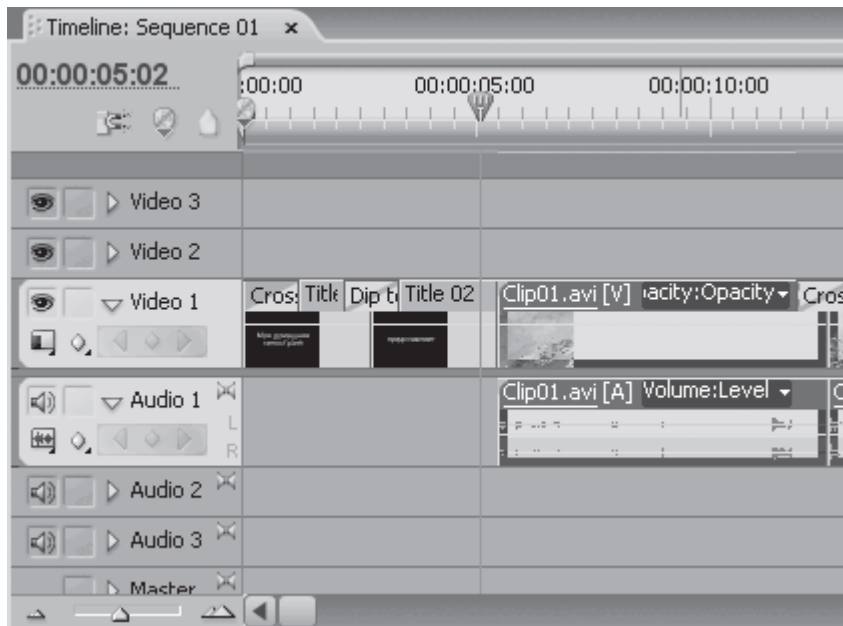 Timeline: Sequence 01 x
00:00:05:02
:00:00 00:00:05:00 00:00:10:00
Video 3
Video 2
Video 1
Cros Title Dip t Title 02 Clip01.avi [V] acity:Opacity Cros
Audio 1
L
R
Clip01.avi [A] Volume:Level
Audio 2
Audio 3
Master